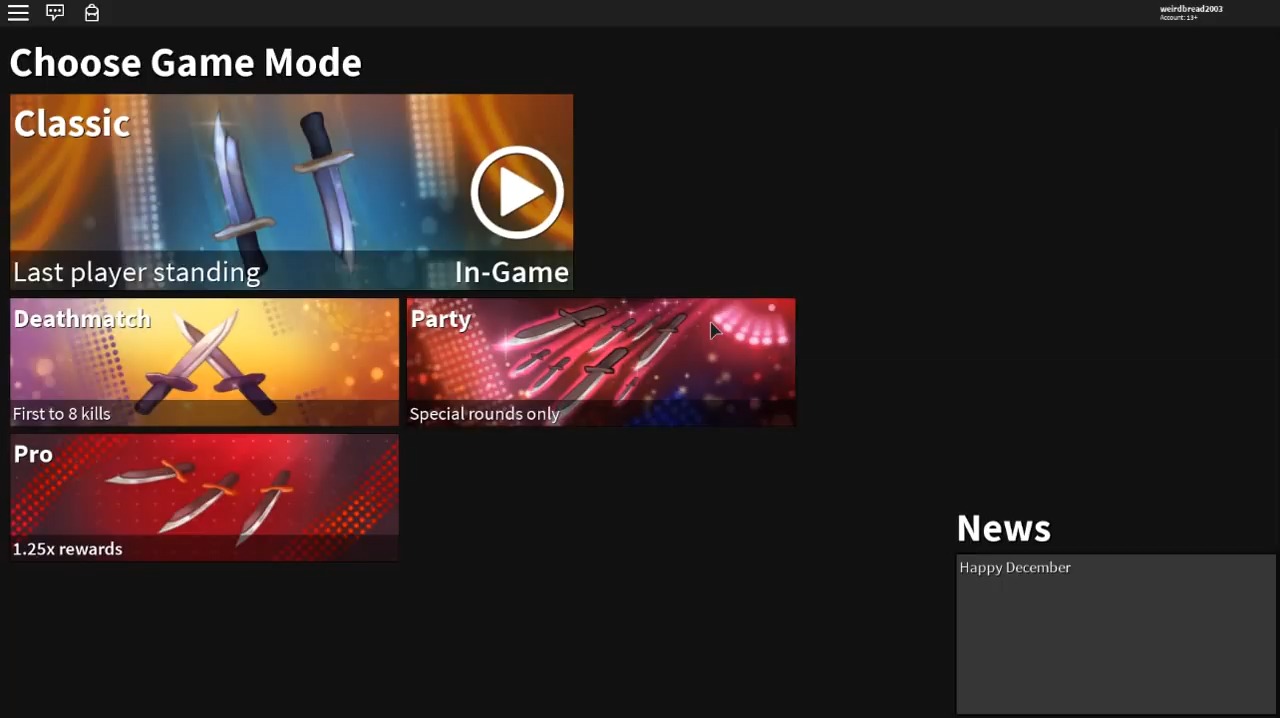 weirdbread2003
Account: 13+
Choose Game Mode
Classic
Last player standing
In-Game
Deathmatch
First to 8 kills
Party
Special rounds only
Pro
1.25x rewards
News
Happy December